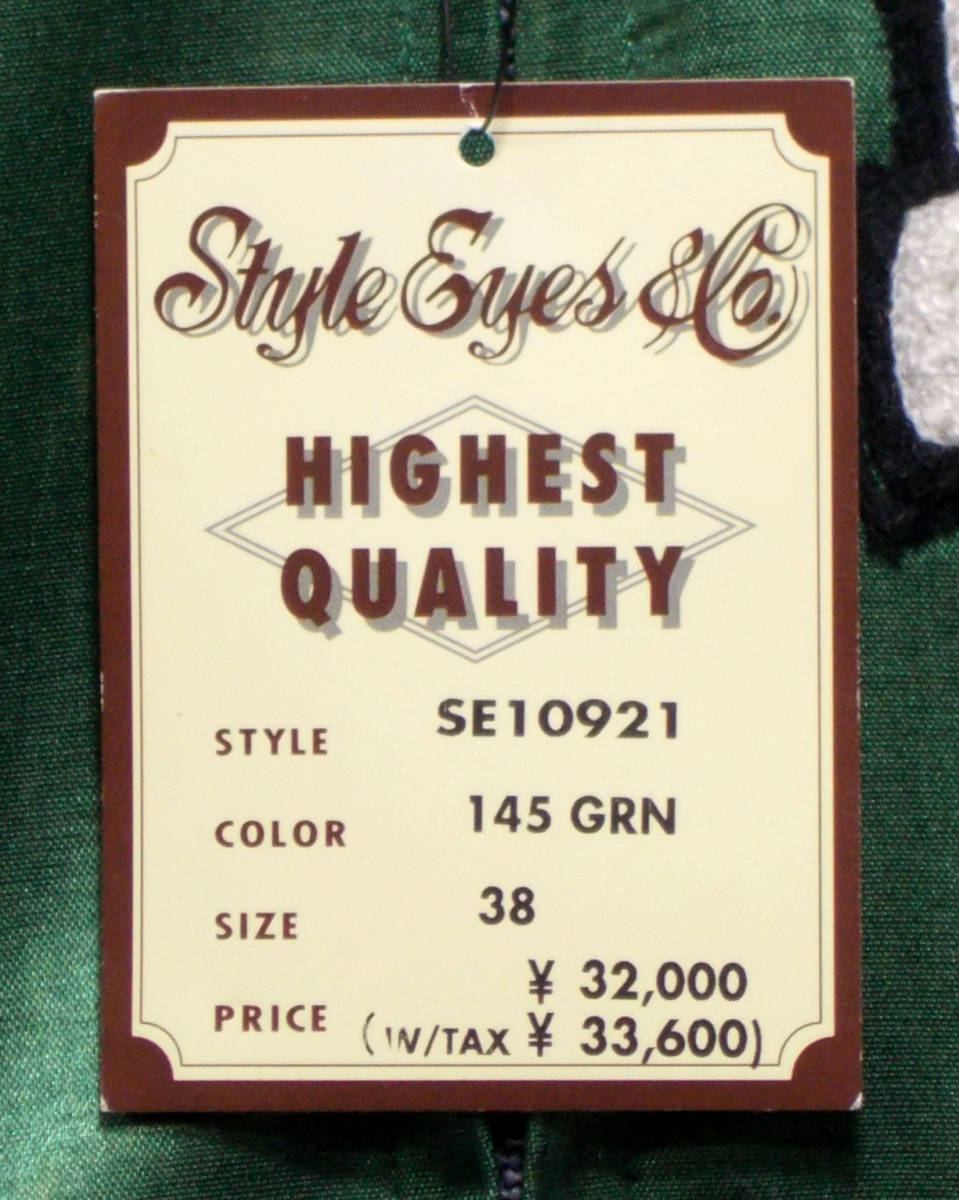 Style Eyes & Co.
HIGHEST
QUALITY
STYLE SE10921
COLOR 145 GRN
SIZE 38
¥ 32,000
PRICE (W/TAX ¥ 33,600)